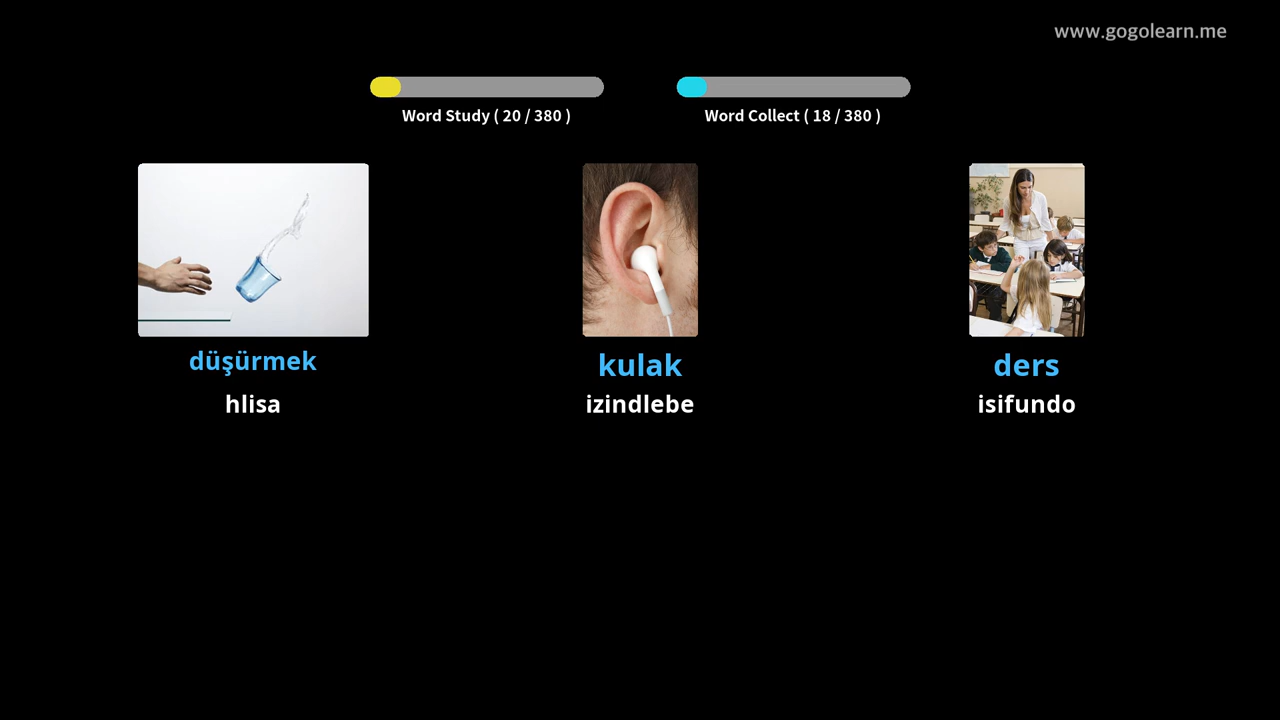 www.gogolearn.me
Word Study ( 20 / 380 )
Word Collect ( 18 / 380 )
düşürmek
hlisa
kulak
izindlebe
ders
isifundo